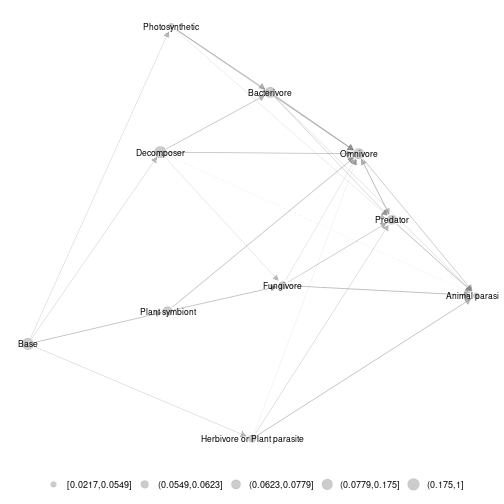 Photosynthetic
Bacterivore
Decomposer
Omnivore
Predator
Fungivore
Animal parasi
Plant symbiont
Base
Herbivore or Plant parasite
[0.0217,0.0549] (0.0549,0.0623] (0.0623,0.0779] (0.0779,0.175] (0.175,1]